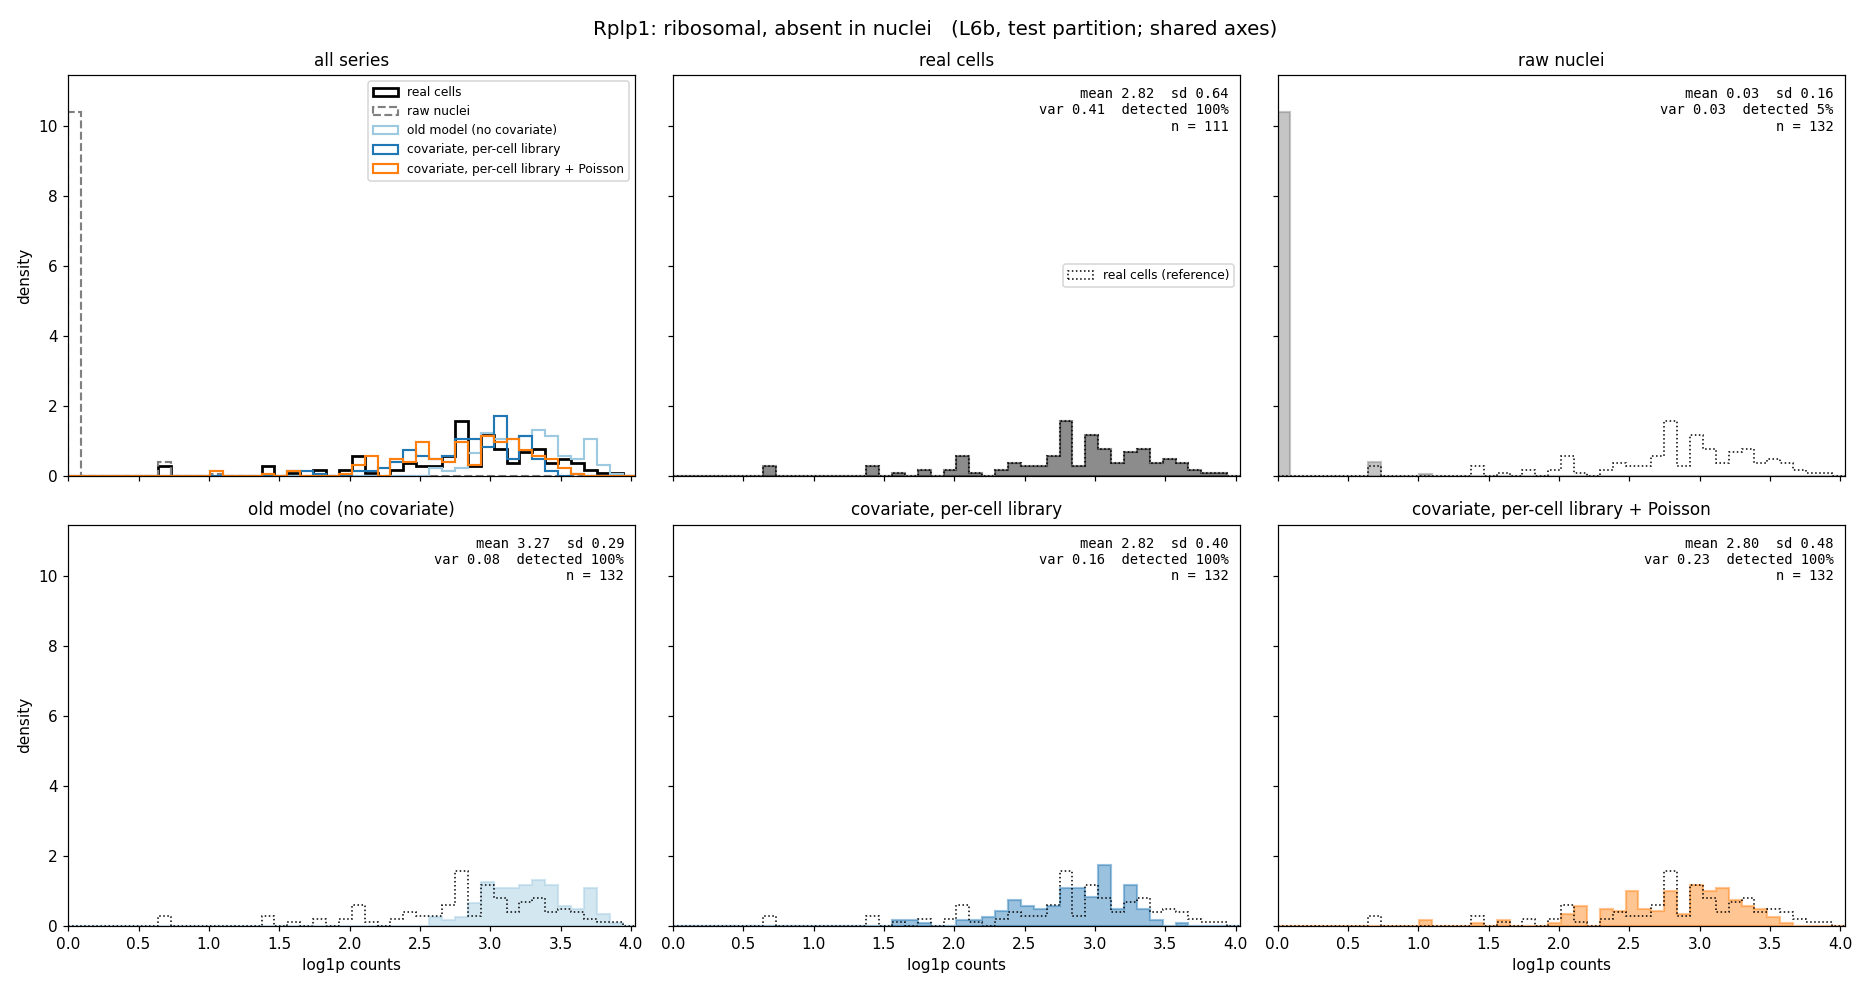 Rplp1: ribosomal, absent in nuclei   (L6b, test partition; shared axes)
all series
real cells
raw nuclei
old model (no covariate)
covariate, per-cell library
covariate, per-cell library + Poisson
density
10
8
6
4
2
0
real cells
mean 2.82  sd 0.64
var 0.41  detected 100%
n = 111
real cells (reference)
raw nuclei
mean 0.03  sd 0.16
var 0.03  detected 5%
n = 132
old model (no covariate)
mean 3.27  sd 0.29
var 0.08  detected 100%
n = 132
density
10
8
6
4
2
0
0.0 0.5 1.0 1.5 2.0 2.5 3.0 3.5 4.0
log1p counts
covariate, per-cell library
mean 2.82  sd 0.40
var 0.16  detected 100%
n = 132
0.0 0.5 1.0 1.5 2.0 2.5 3.0 3.5 4.0
log1p counts
covariate, per-cell library + Poisson
mean 2.80  sd 0.48
var 0.23  detected 100%
n = 132
0.0 0.5 1.0 1.5 2.0 2.5 3.0 3.5 4.0
log1p counts